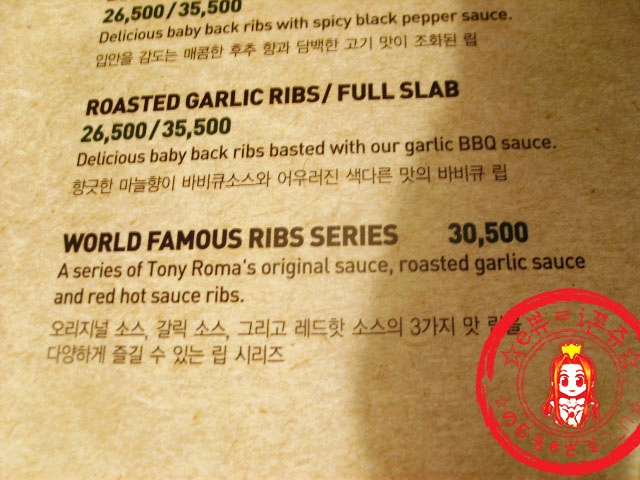 26,500/35,500
Delicious baby back ribs with spicy black pepper sauce.
입안을 감도는 매콤한 후추 향과 담백한 고기 맛이 조화된 립
ROASTED GARLIC RIBS/ FULL SLAB
26,500/35,500
Delicious baby back ribs basted with our garlic BBQ sauce.
향긋한 마늘향이 바비큐소스와 어우러진 색다른 맛의 바비큐 립
WORLD FAMOUS RIBS SERIES 30,500
A series of Tony Roma's original sauce, roasted garlic sauce
and red hot sauce ribs.
오리지널 소스, 갈릭 소스, 그리고 레드핫 소스의 3가지 맛
다양하게 즐길 수 있는 립 시리즈